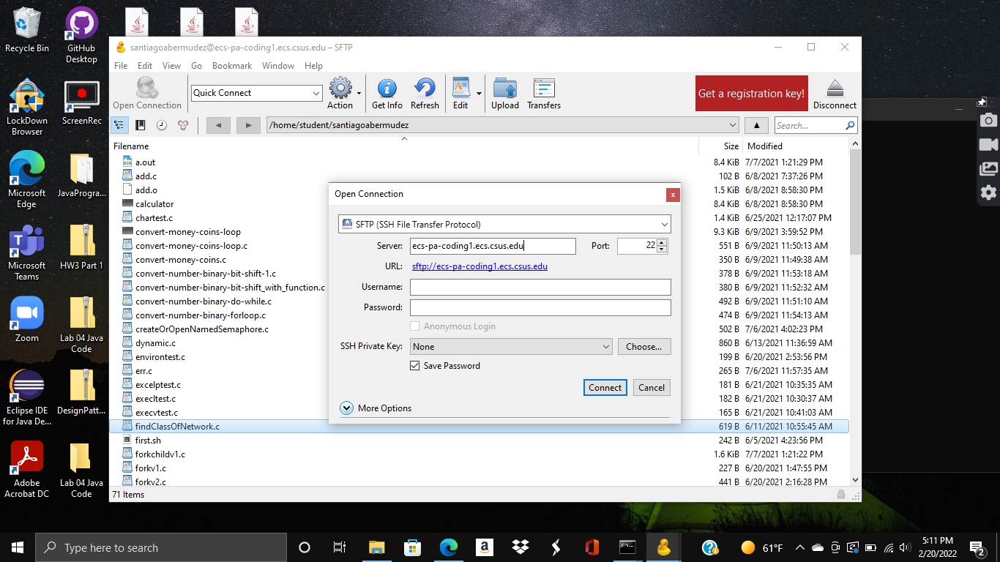 Recycle Bin
GitHub Desktop
LockDown Browser
ScreenRec
Microsoft Edge
JavaProgra...
Microsoft Teams
HW3 Part 1
Zoom
Lab 04 Java Code
Eclipse IDE for Java De...
DesignPatt...
Adobe Acrobat DC
Lab 04 Java Code
santiagoabermudez@ecs-pa-coding1.ecs.csus.edu – SFTP
File Edit View Go Bookmark Window Help
Open Connection
Quick Connect
Action
Get Info
Refresh
Edit
Upload
Transfers
Get a registration key!
Disconnect
/home/student/santiagoabermudez
Search...
Filename Size Modified
a.out 8.4 KiB 7/7/2021 1:21:29 PM
add.c 102 B 6/8/2021 7:37:26 PM
add.o 1.5 KiB 6/8/2021 8:58:30 PM
calculator 8.4 KiB 6/8/2021 8:58:30 PM
chartest.c 1.4 KiB 6/25/2021 12:17:07 PM
convert-money-coins-loop 9.3 KiB 6/9/2021 3:59:52 PM
convert-money-coins-loop.c 551 B 6/9/2021 11:50:13 AM
convert-money-coins.c 350 B 6/9/2021 11:49:38 AM
convert-number-binary-bit-shift-1.c 378 B 6/9/2021 11:53:18 AM
convert-number-binary-bit-shift_with_function.c 380 B 6/9/2021 11:52:32 AM
convert-number-binary-do-while.c 492 B 6/9/2021 11:51:10 AM
convert-number-binary-forloop.c 474 B 6/9/2021 11:54:13 AM
createOrOpenNamedSemaphore.c 502 B 7/6/2021 4:02:23 PM
dynamic.c 860 B 6/13/2021 11:36:59 AM
environtest.c 199 B 6/20/2021 2:53:56 PM
err.c 265 B 7/6/2021 11:57:35 AM
excelptest.c 181 B 6/21/2021 10:35:35 AM
execltest.c 182 B 6/21/2021 10:30:37 AM
execvtest.c 165 B 6/21/2021 10:41:03 AM
findClassOfNetwork.c 619 B 6/11/2021 10:55:45 AM
first.sh 242 B 6/5/2021 4:23:56 PM
forkchildv1.c 1.6 KiB 7/7/2021 1:21:22 PM
forkv1.c 227 B 6/20/2021 1:47:55 PM
forkv2.c 441 B 6/20/2021 2:16:28 PM
71 Items
Open Connection
x
SFTP (SSH File Transfer Protocol)
Server: ecs-pa-coding1.ecs.csus.edu Port: 22
URL: sftp://ecs-pa-coding1.ecs.csus.edu
Username:
Password:
Anonymous Login
SSH Private Key: None Choose...
Save Password
Connect Cancel
More Options
Type here to search
61°F
5:11 PM
2/20/2022
2